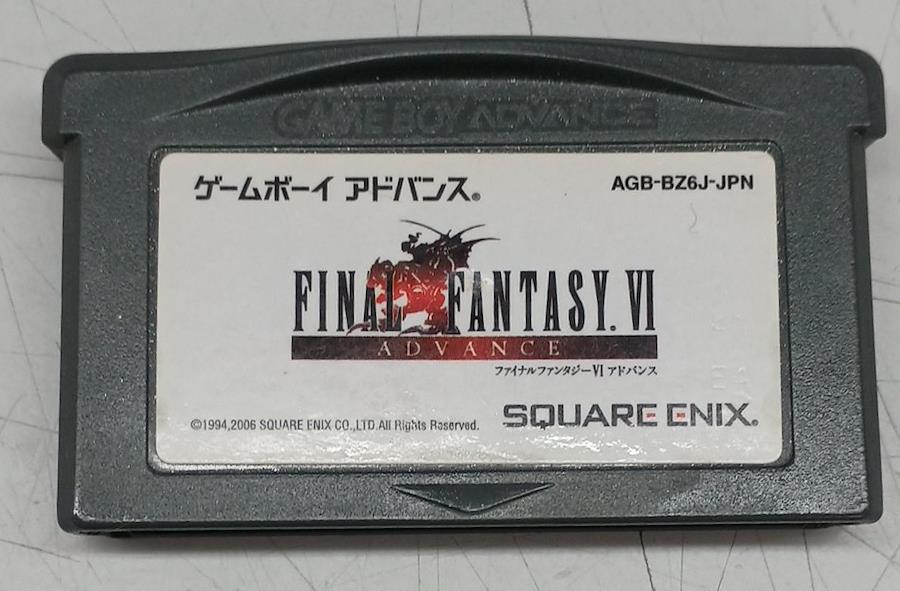 GAME BOY ADVANCE
ゲームボーイ アドバンス®
AGB-BZ6J-JPN
FINAL FANTASY. VI
ADVANCE
ファイナルファンタジーVI アドバンス
©1994,2006 SQUARE ENIX CO.,LTD.All Rights Reserved.
SQUARE ENIX®